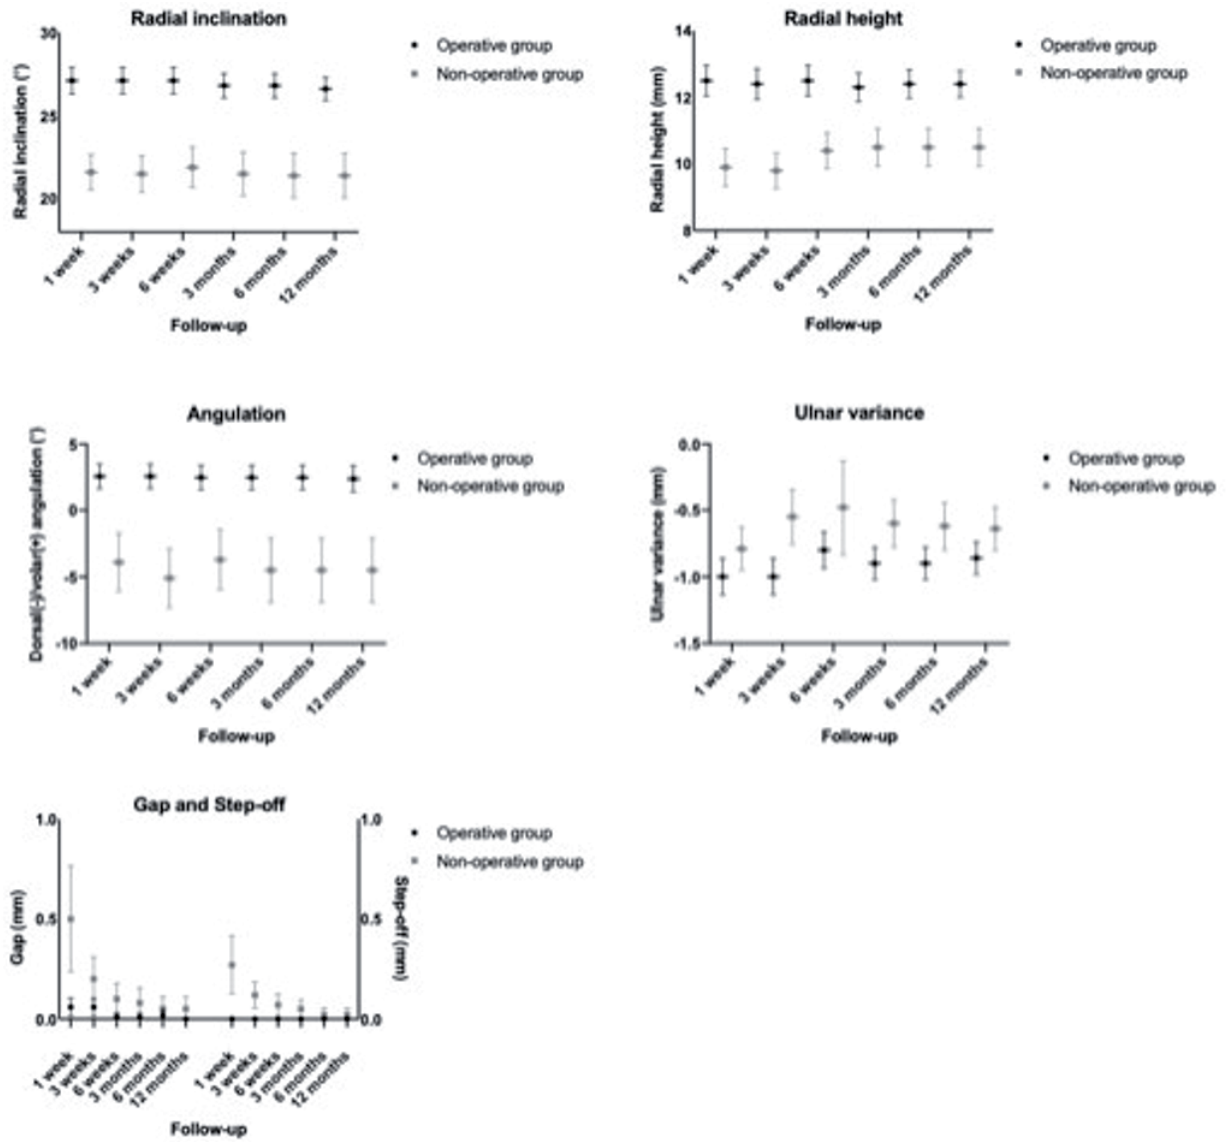 Radial inclination
Operative group
Non-operative group
Radial inclination (°)
30
25
20
1 week
3 weeks
6 weeks
3 months
6 months
12 months
Follow-up
Radial height
Operative group
Non-operative group
Radial height (mm)
14
12
10
8
1 week
3 weeks
6 weeks
3 months
6 months
12 months
Follow-up
Angulation
Operative group
Non-operative group
Dorsal(-)/volar(+) angulation (°)
5
0
-5
-10
1 week
3 weeks
6 weeks
3 months
6 months
12 months
Follow-up
Ulnar variance
Operative group
Non-operative group
Ulnar variance (mm)
0.0
-0.5
-1.0
-1.5
1 week
3 weeks
6 weeks
3 months
6 months
12 months
Follow-up
Gap and Step-off
Operative group
Non-operative group
Gap (mm)
1.0
0.5
0.0
1.0
0.5
0.0
Step-off (mm)
1 week
3 weeks
6 weeks
3 months
6 months
12 months
1 week
3 weeks
6 weeks
3 months
6 months
12 months
Follow-up